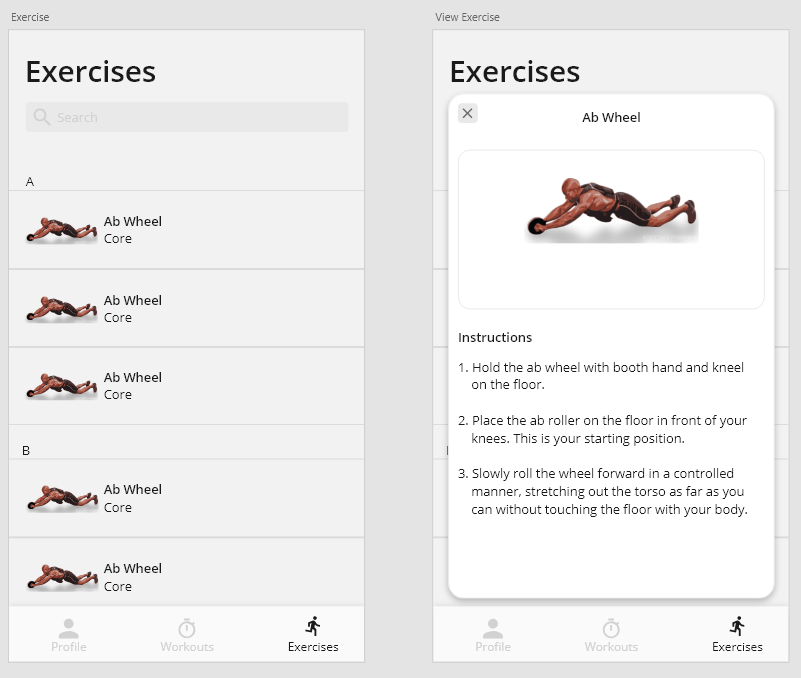 Exercise
Exercises
Search
A
Ab Wheel
Core
Ab Wheel
Core
Ab Wheel
Core
B
Ab Wheel
Core
Ab Wheel
Core
Profile
Workouts
Exercises
View Exercise
Exercises
Ab Wheel
Instructions
1. Hold the ab wheel with booth hand and kneel
on the floor.
2. Place the ab roller on the floor in front of your
knees. This is your starting position.
3. Slowly roll the wheel forward in a controlled
manner, stretching out the torso as far as you
can without touching the floor with your body.
Profile
Workouts
Exercises